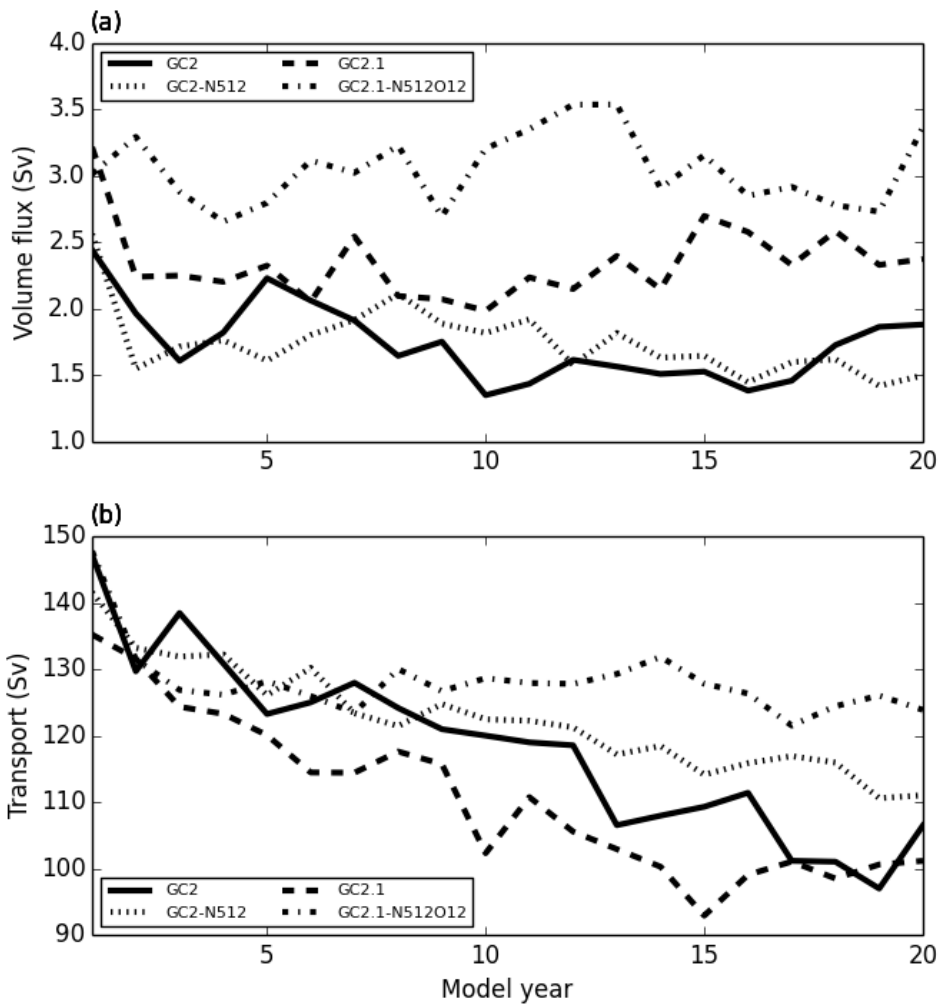 (a)
4.0
GC2 GC2.1
GC2-N512 GC2.1-N512O12
3.5
3.0
2.5
2.0
1.5
1.0
Volume flux (Sv)
5 10 15 20
(b)
150
140
130
120
110
100
90
Transport (Sv)
GC2 GC2.1
GC2-N512 GC2.1-N512O12
5 10 15 20
Model year